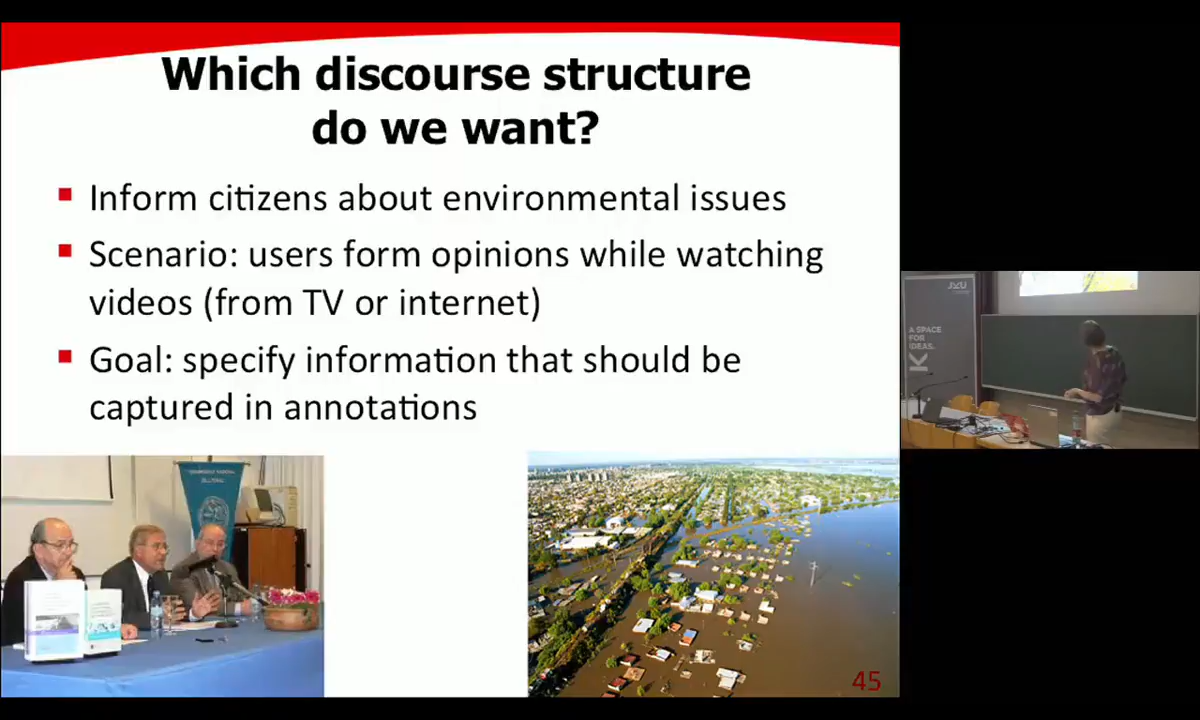 Which discourse structure
do we want?
Inform citizens about environmental issues
Scenario: users form opinions while watching
videos (from TV or internet)
Goal: specify information that should be
captured in annotations
45
JKU
A SPACE
FOR
IDEAS.